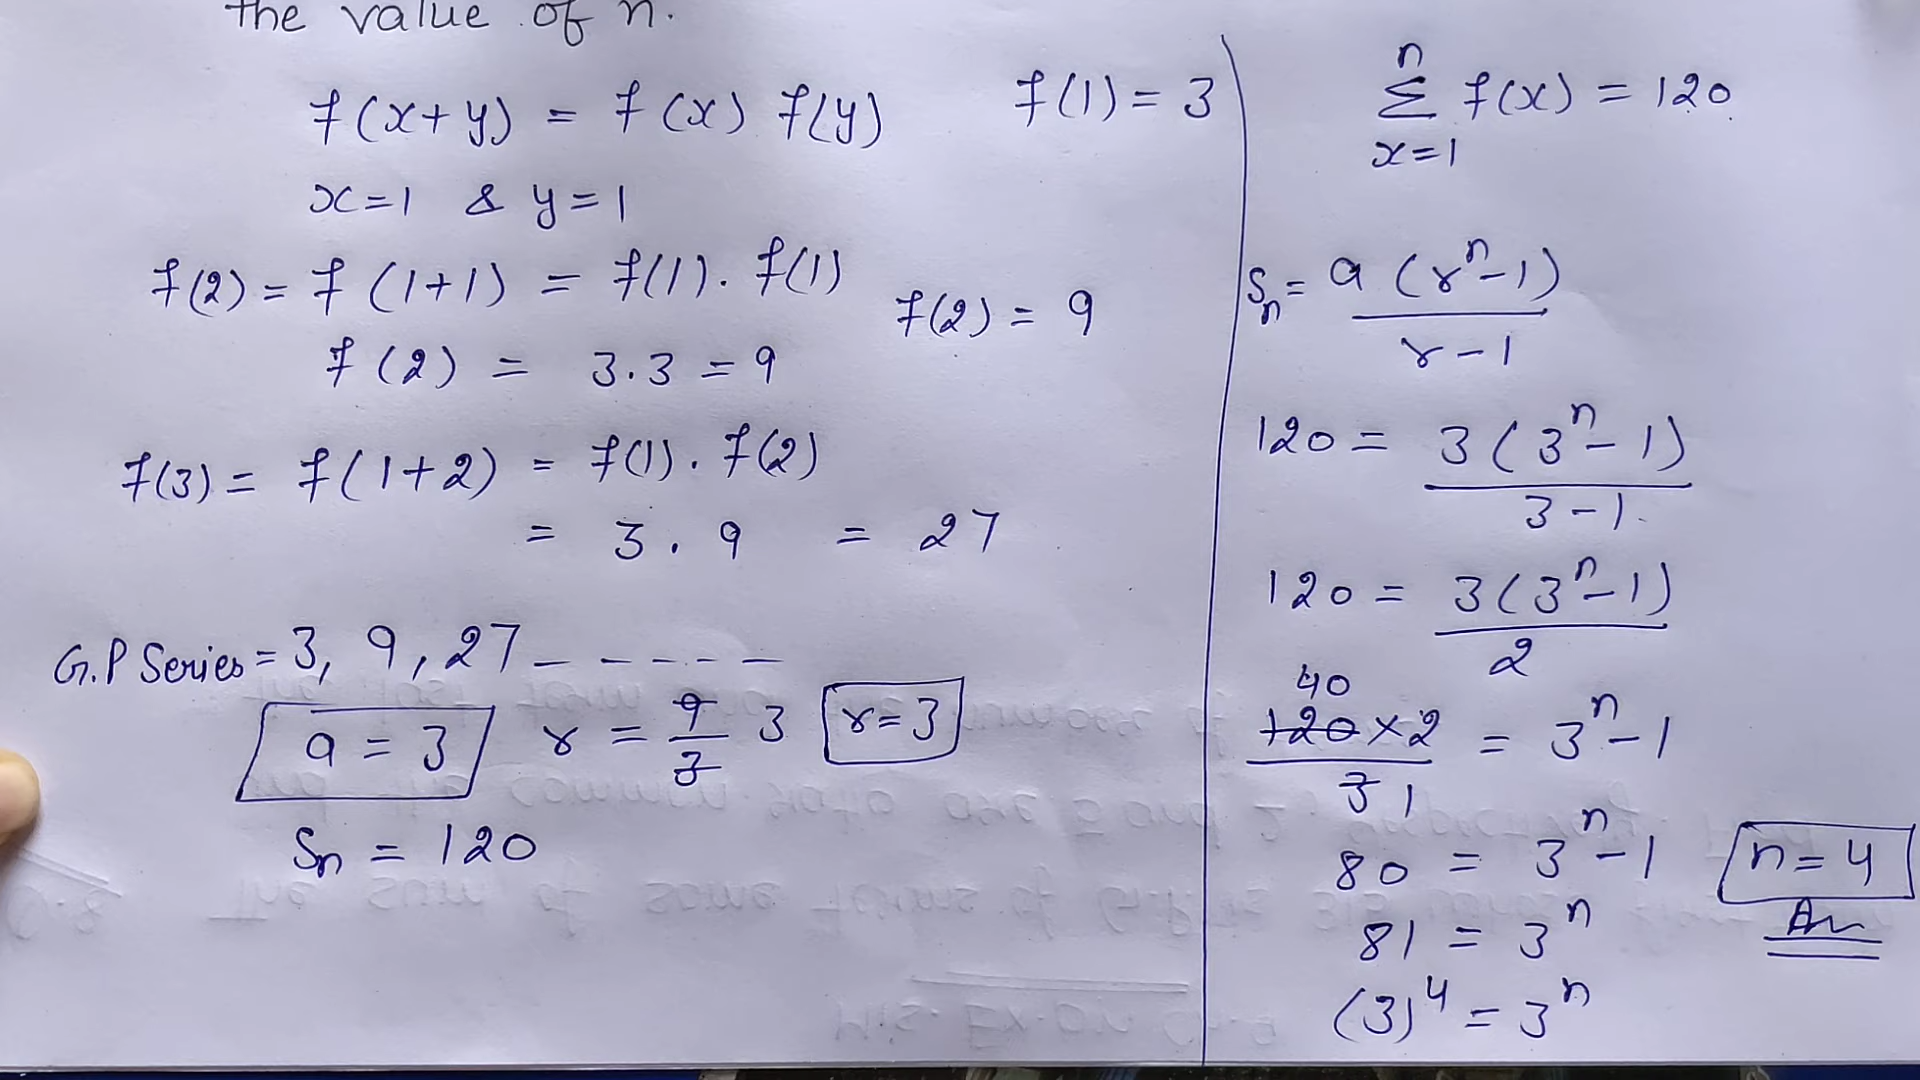 the value of n.
f(x+y) = f(x) f(y)    f(1) = 3
x=1 & y=1
f(2) = f(1+1) = f(1). f(1)
f(2) = 9
f(2) = 3.3 = 9
f(3) = f(1+2) = f(1). f(2)
= 3. 9 = 27
G.P Series = 3, 9, 27 - - - - -
a = 3    r = 9/3 3    r=3
Sn = 120
n
Σ f(x) = 120
x=1
Sn = a (r^n-1)
r-1
120 = 3(3^n-1)
3-1.
120 = 3(3^n-1)
2
40
120×2 = 3^n-1
3 1
80 = 3^n-1
81 = 3^n
(3)^4 = 3^n
n=4
An